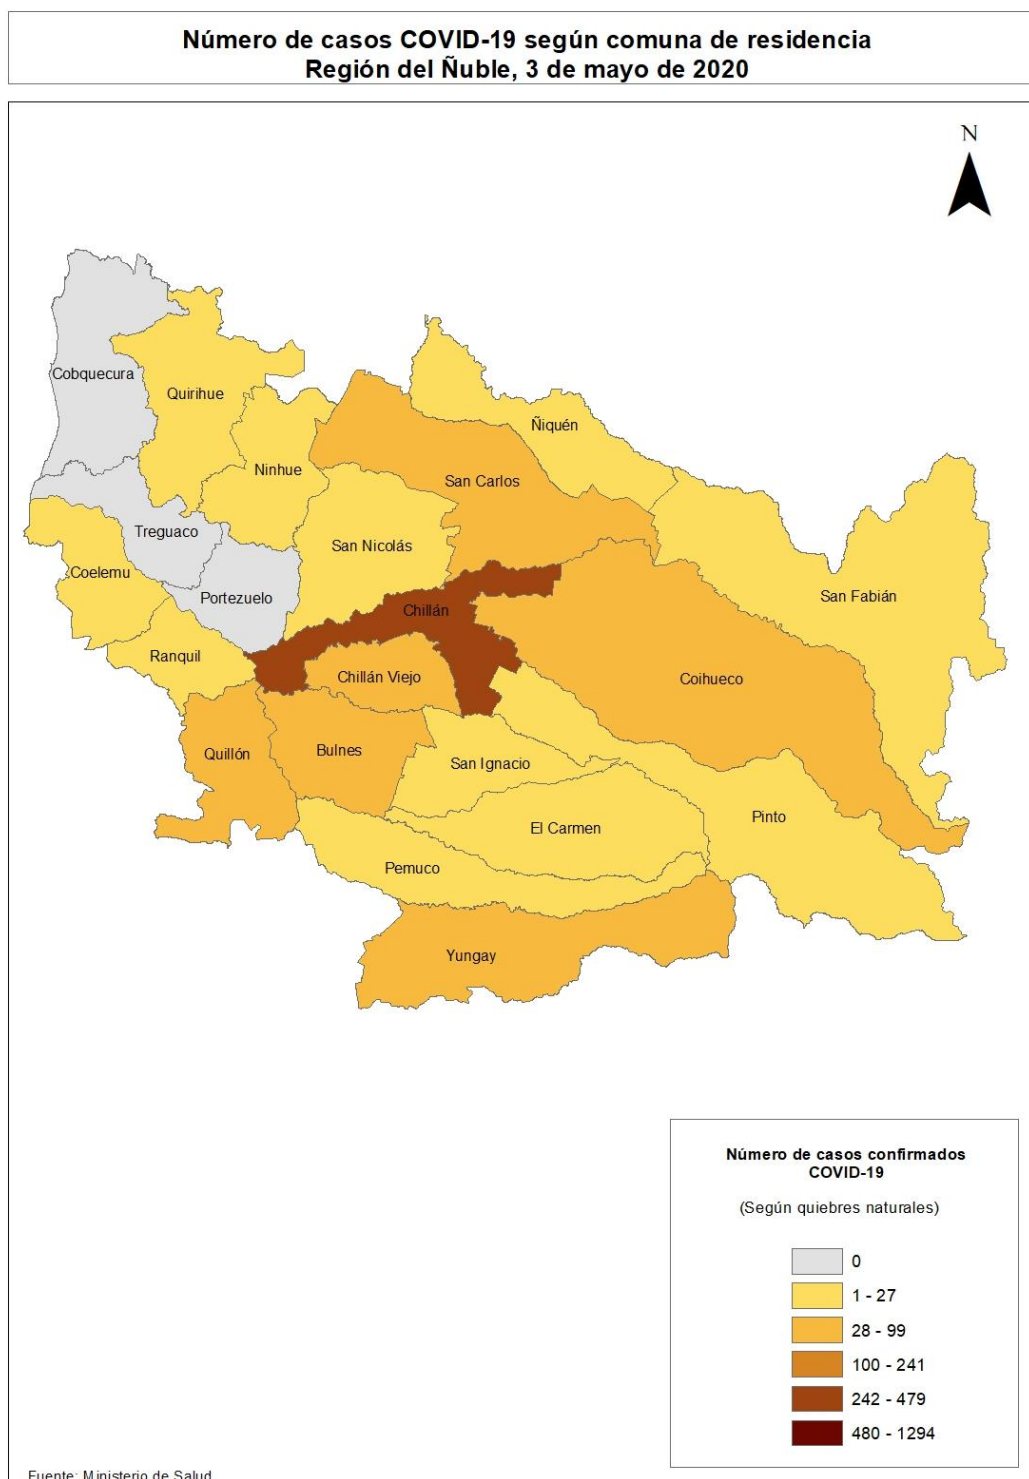 Número de casos COVID-19 según comuna de residencia
Región del Ñuble, 3 de mayo de 2020
N
Cobquecura
Quirihue
Ñiquén
Ninhue
San Carlos
Treguaco
San Nicolás
Coelemu
Portezuelo
San Fabián
Chillán
Ranquil
Chillán Viejo
Coihueco
Quillón
Bulnes
San Ignacio
Pinto
El Carmen
Pemuco
Yungay
Número de casos confirmados
COVID-19
(Según quiebres naturales)
0
1 - 27
28 - 99
100 - 241
242 - 479
480 - 1294
Fuente: Ministerio de Salud